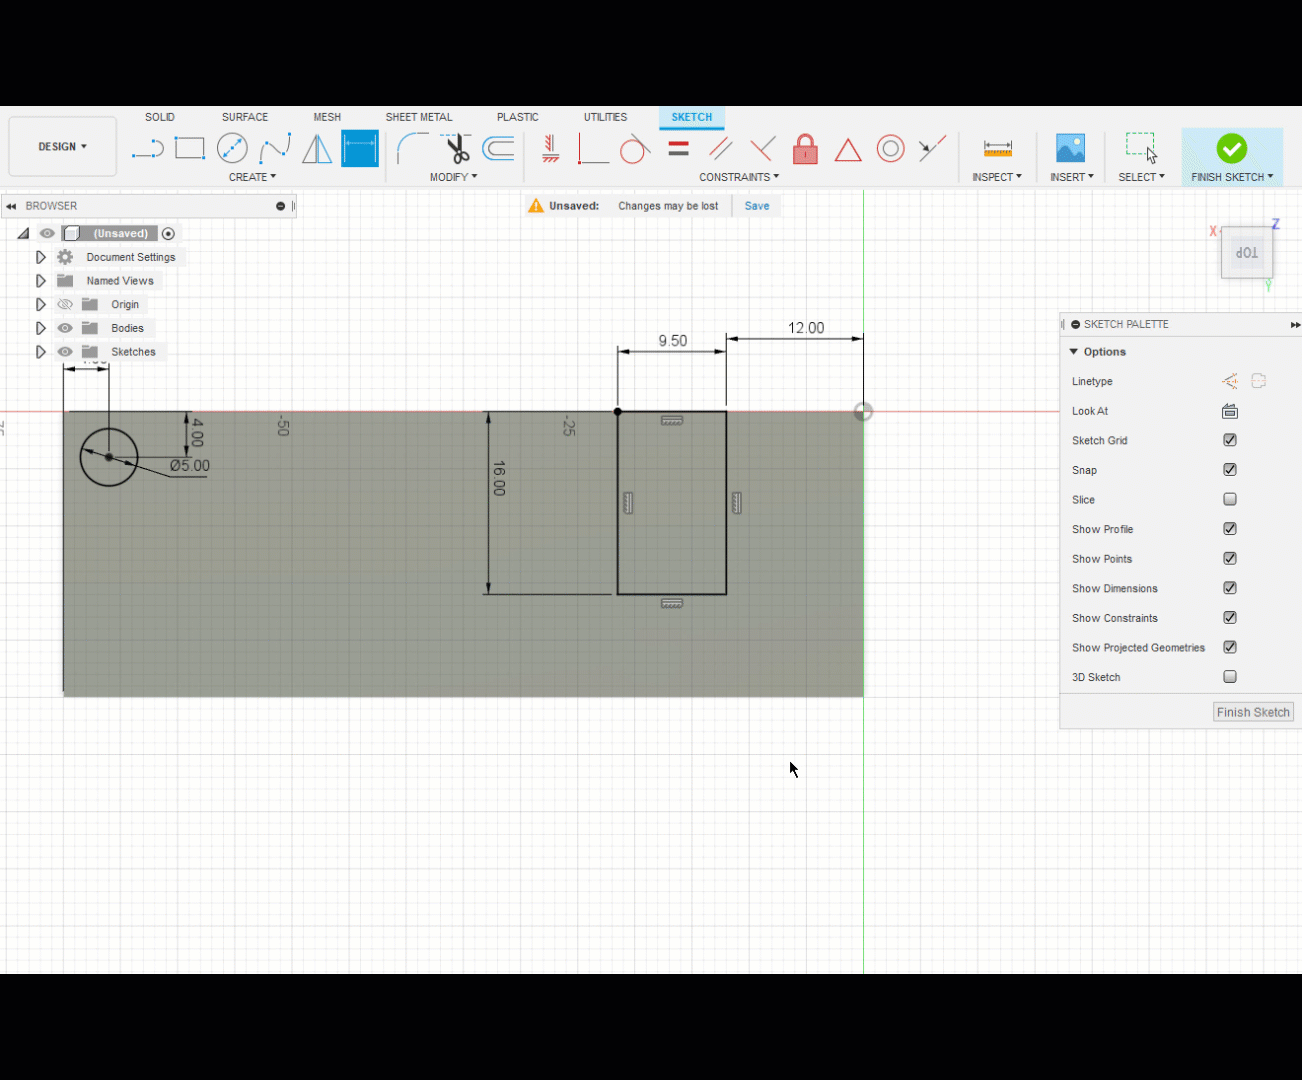 SOLID SURFACE MESH SHEET METAL PLASTIC UTILITIES SKETCH
DESIGN
CREATE MODIFY CONSTRAINTS INSPECT INSERT SELECT FINISH SKETCH
BROWSER
Unsaved: Changes may be lost Save
(Unsaved)
Document Settings
Named Views
Origin
Bodies
Sketches
X
Z
TOP
Y
SKETCH PALETTE
Options
Linetype
Look At
Sketch Grid
Snap
Slice
Show Profile
Show Points
Show Dimensions
Show Constraints
Show Projected Geometries
3D Sketch
Finish Sketch
12.00
9.50
4.00
-50
-25
Ø5.00
16.00